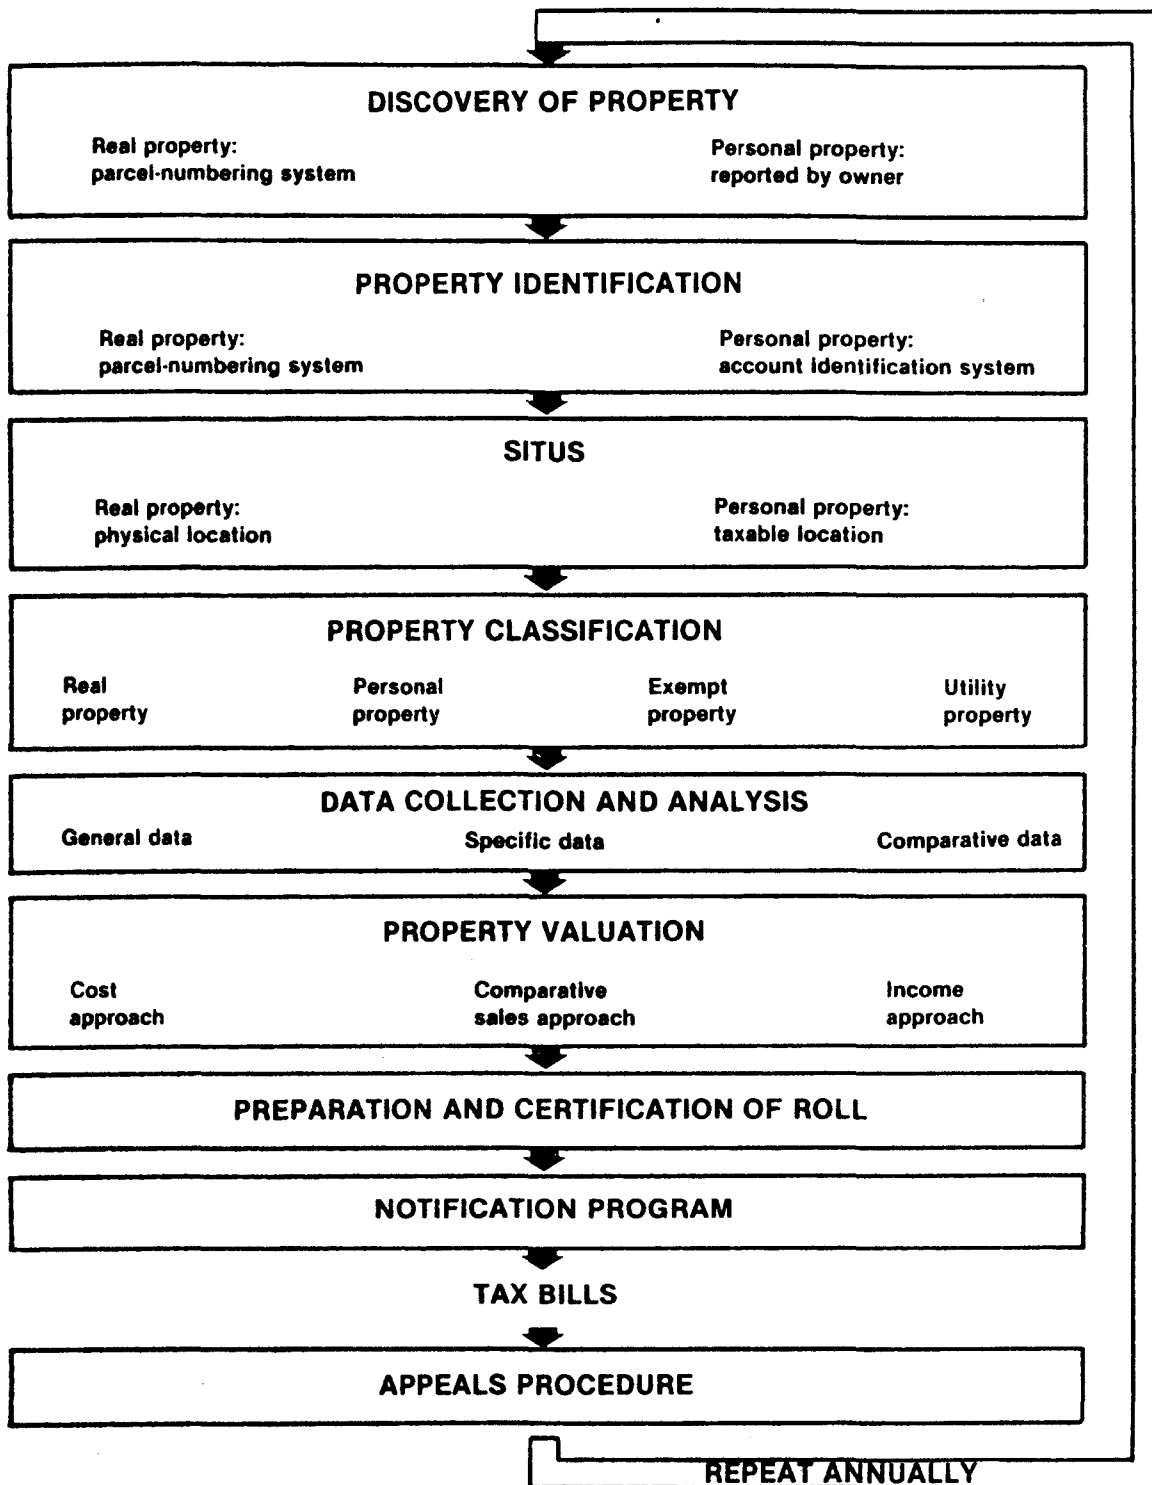 DISCOVERY OF PROPERTY
Real property:
parcel-numbering system
Personal property:
reported by owner
PROPERTY IDENTIFICATION
Real property:
parcel-numbering system
Personal property:
account identification system
SITUS
Real property:
physical location
Personal property:
taxable location
PROPERTY CLASSIFICATION
Real
property
Personal
property
Exempt
property
Utility
property
DATA COLLECTION AND ANALYSIS
General data
Specific data
Comparative data
PROPERTY VALUATION
Cost
approach
Comparative
sales approach
Income
approach
PREPARATION AND CERTIFICATION OF ROLL
NOTIFICATION PROGRAM
TAX BILLS
APPEALS PROCEDURE
REPEAT ANNUALLY